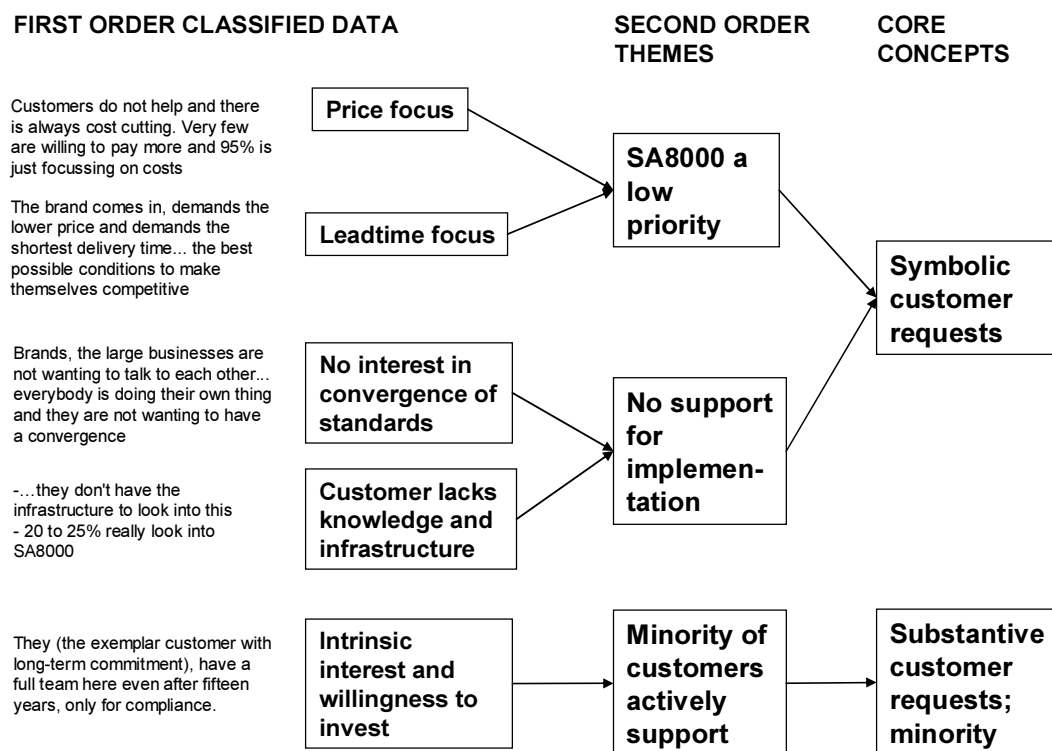 FIRST ORDER CLASSIFIED DATA
SECOND ORDER
THEMES
CORE
CONCEPTS
Customers do not help and there
is always cost cutting. Very few
are willing to pay more and 95% is
just focussing on costs
Price focus
SA8000 a
low
priority
The brand comes in, demands the
lower price and demands the
shortest delivery time... the best
possible conditions to make
themselves competitive
Leadtime focus
Symbolic
customer
requests
Brands, the large businesses are
not wanting to talk to each other...
everybody is doing their own thing
and they are not wanting to have
a convergence
No interest in
convergence of
standards
No support
for
implemen-
tation
-...they don't have the
infrastructure to look into this
- 20 to 25% really look into
SA8000
Customer lacks
knowledge and
infrastructure
They (the exemplar customer with
long-term commitment), have a
full team here even after fifteen
years, only for compliance.
Intrinsic
interest and
willingness to
invest
Minority of
customers
actively
support
Substantive
customer
requests;
minority